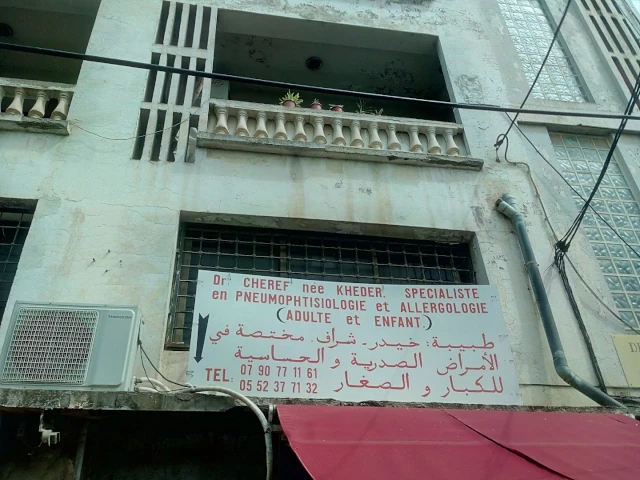 Dr CHEREF née KHEDER. SPECIALISTE
en PNEUMOPHTISIOLOGIE et ALLERGOLOGIE
(ADULTE et ENFANT)
طبيبة: خيدر - شراف. مختصة في
الأمراض الصدرية و الحساسية
للكبار و الصغار
TEL: 07 90 77 11 61
05 52 37 71 32